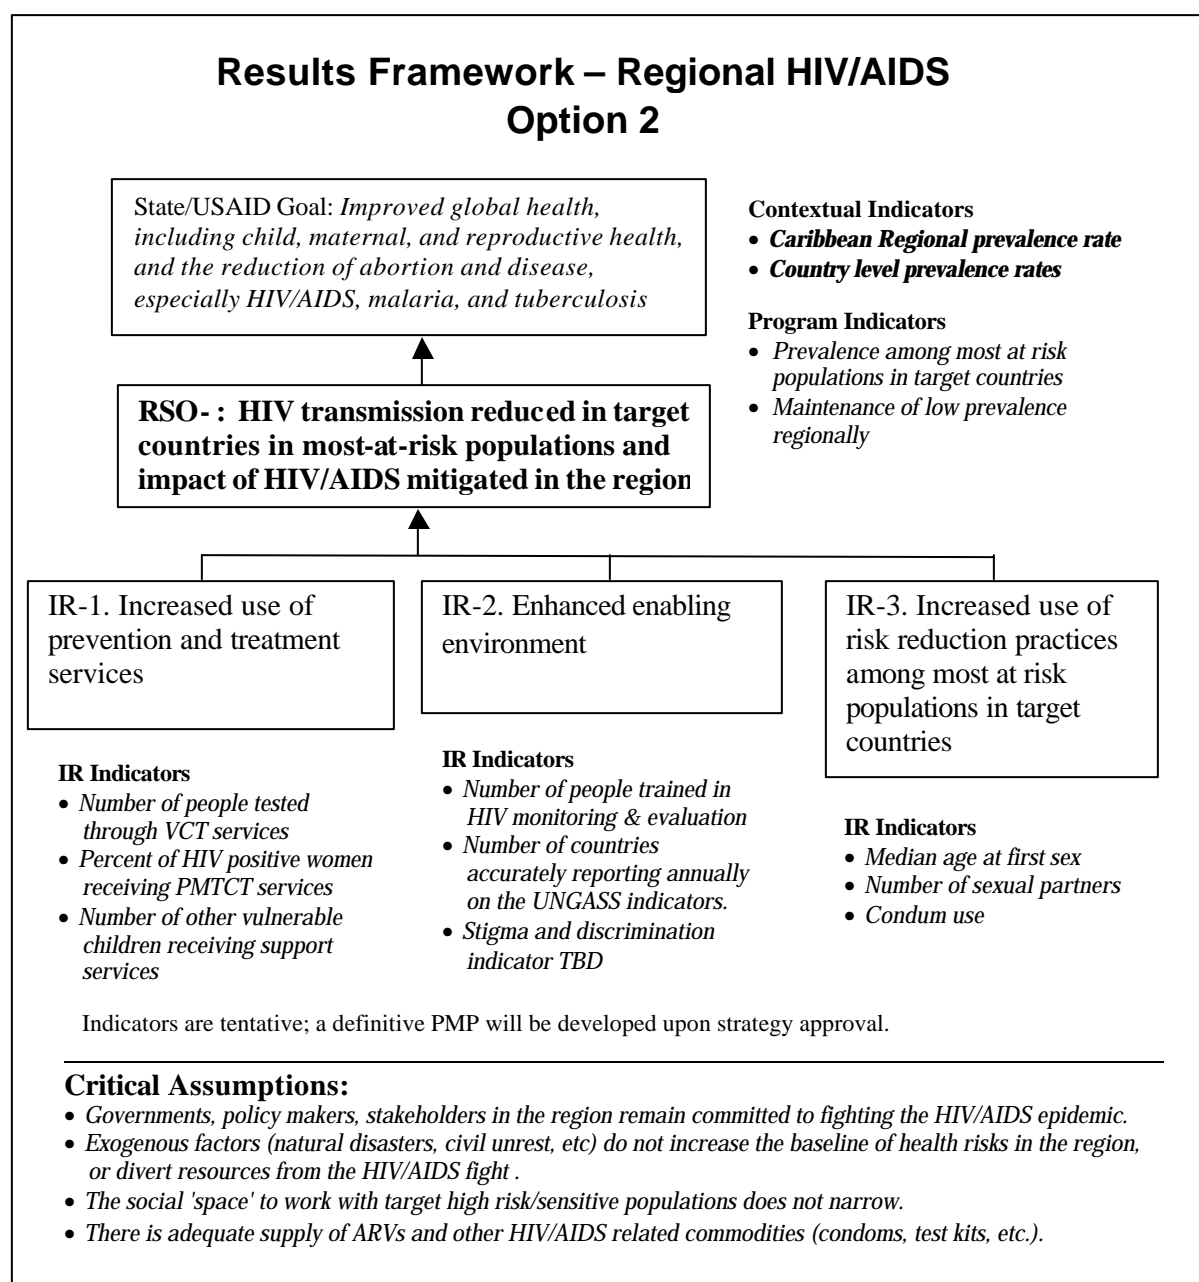 Results Framework – Regional HIV/AIDS
Option 2
State/USAID Goal: Improved global health,
including child, maternal, and reproductive health,
and the reduction of abortion and disease,
especially HIV/AIDS, malaria, and tuberculosis
Contextual Indicators
• Caribbean Regional prevalence rate
• Country level prevalence rates
Program Indicators
• Prevalence among most at risk
populations in target countries
• Maintenance of low prevalence
regionally
RSO- : HIV transmission reduced in target
countries in most-at-risk populations and
impact of HIV/AIDS mitigated in the region
IR-1. Increased use of
prevention and treatment
services
IR-2. Enhanced enabling
environment
IR-3. Increased use of
risk reduction practices
among most at risk
populations in target
countries
IR Indicators
• Number of people tested
through VCT services
• Percent of HIV positive women
receiving PMTCT services
• Number of other vulnerable
children receiving support
services
IR Indicators
• Number of people trained in
HIV monitoring & evaluation
• Number of countries
accurately reporting annually
on the UNGASS indicators.
• Stigma and discrimination
indicator TBD
IR Indicators
• Median age at first sex
• Number of sexual partners
• Condum use
Indicators are tentative; a definitive PMP will be developed upon strategy approval.
Critical Assumptions:
• Governments, policy makers, stakeholders in the region remain committed to fighting the HIV/AIDS epidemic.
• Exogenous factors (natural disasters, civil unrest, etc) do not increase the baseline of health risks in the region,
or divert resources from the HIV/AIDS fight .
• The social 'space' to work with target high risk/sensitive populations does not narrow.
• There is adequate supply of ARVs and other HIV/AIDS related commodities (condoms, test kits, etc.).